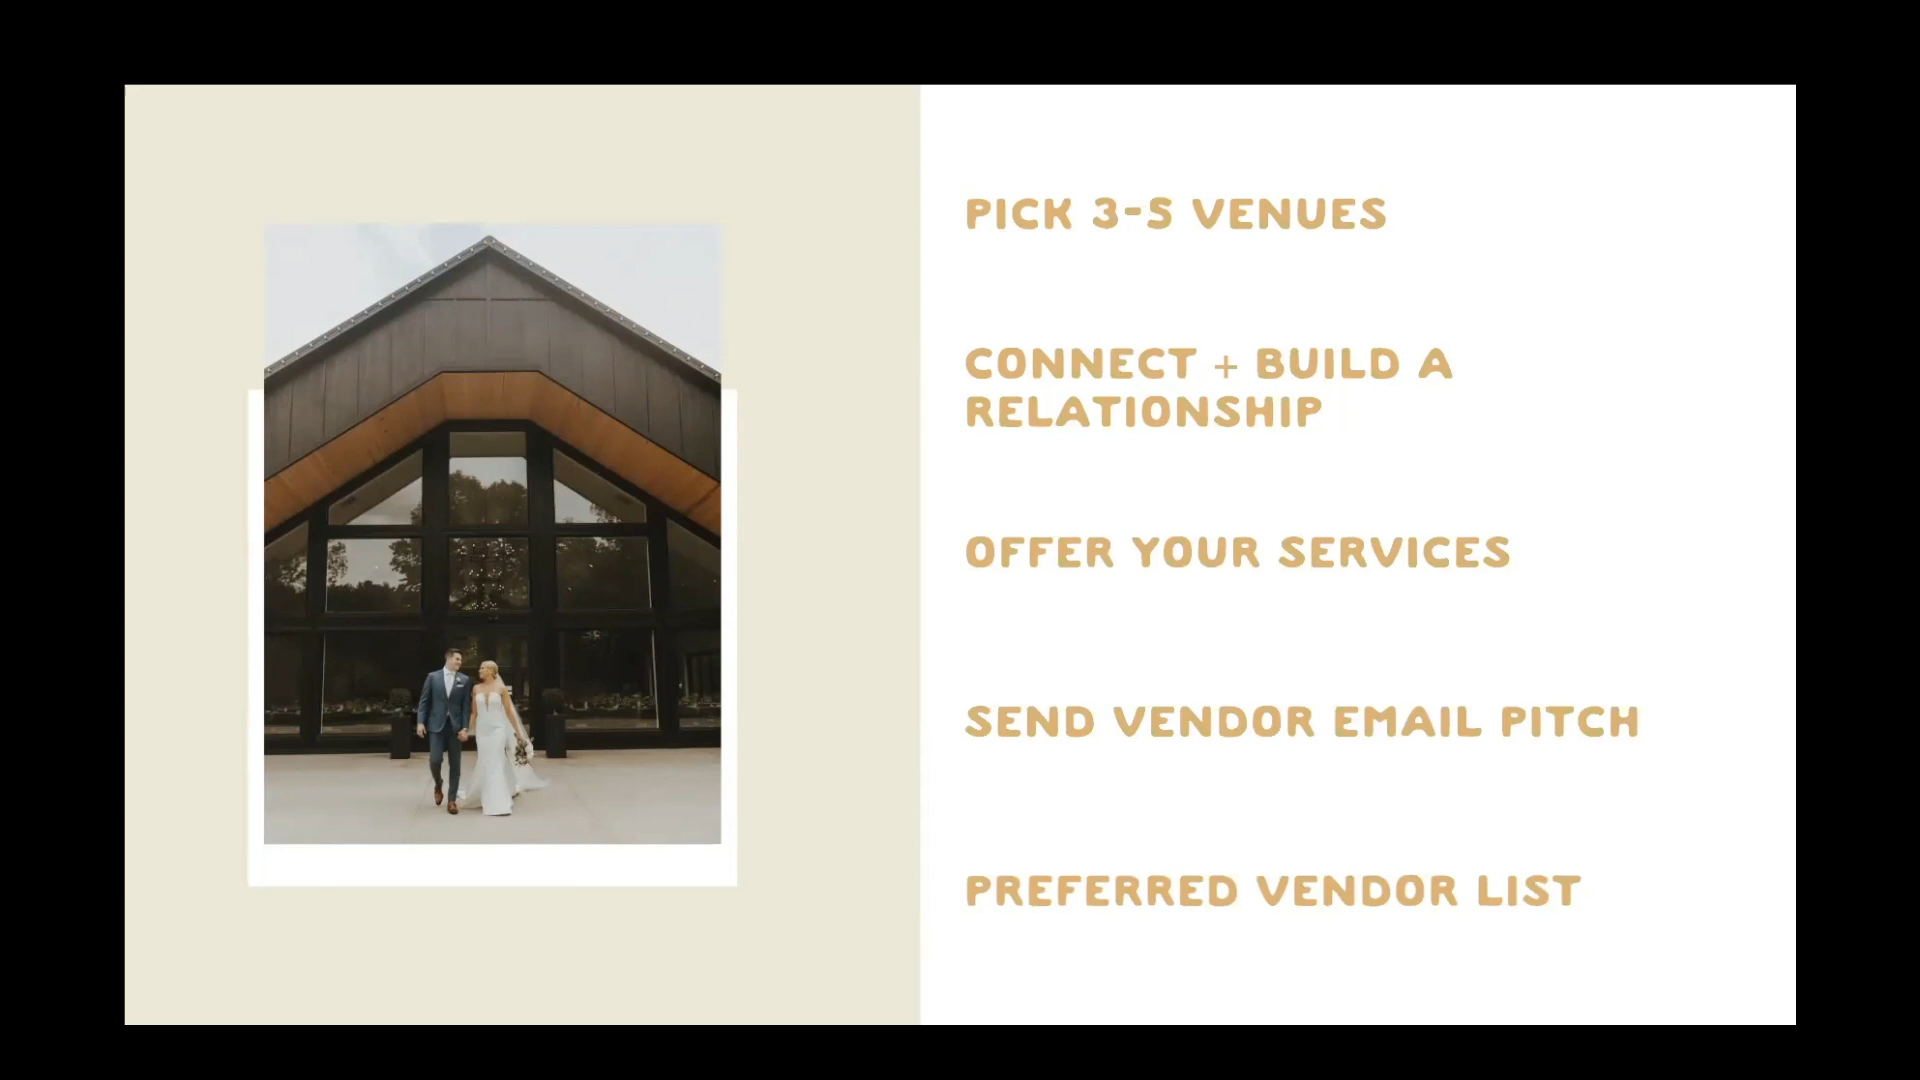 PICK 3-5 VENUES
CONNECT + BUILD A
RELATIONSHIP
OFFER YOUR SERVICES
SEND VENDOR EMAIL PITCH
PREFERRED VENDOR LIST